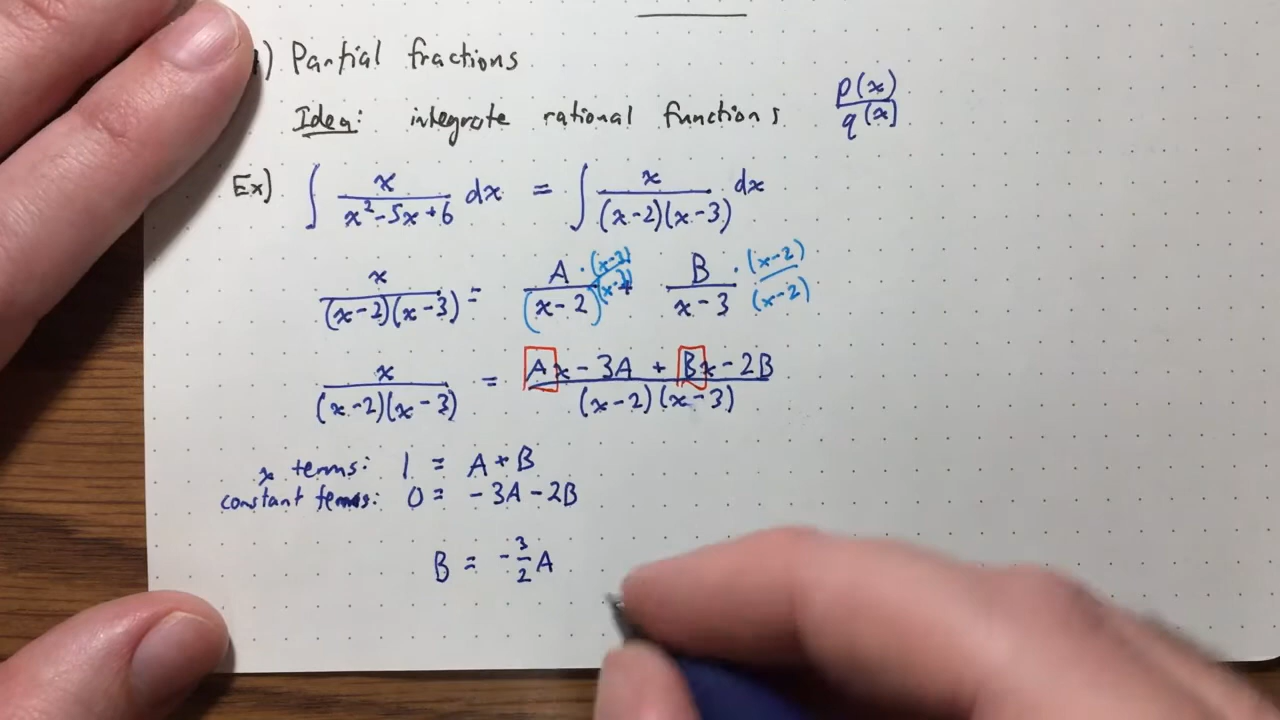 ) Partial fractions
Idea: integrate rational functions p(x)/q(x)
Ex) ∫ x/(x²-5x+6) dx = ∫ x/((x-2)(x-3)) dx
x/((x-2)(x-3)) = A/(x-2) · (x-3)/(x-3) + B/(x-3) · (x-2)/(x-2)
x/((x-2)(x-3)) = (Ax - 3A + Bx - 2B)/((x-2)(x-3))
x terms: 1 = A + B
constant terms: 0 = -3A - 2B
B = -3/2 A